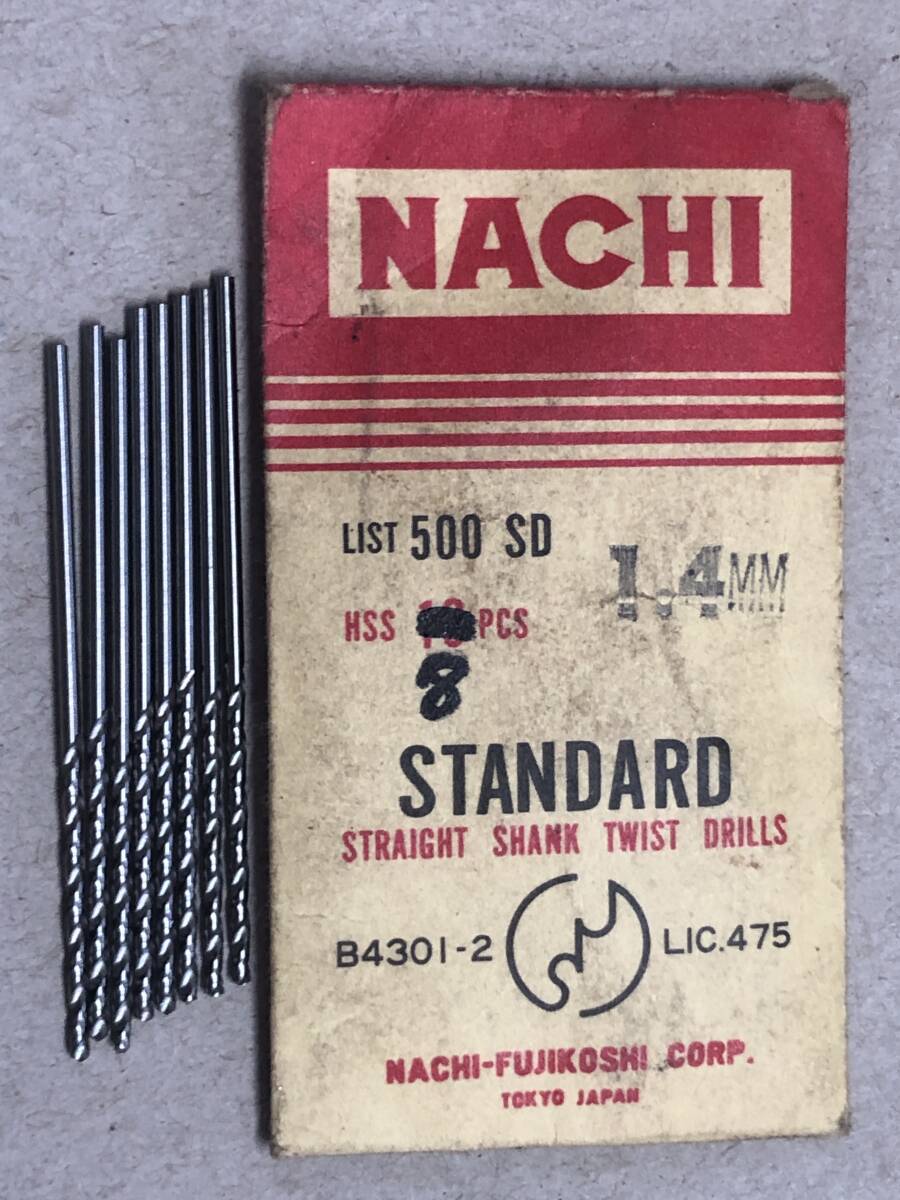 NACHI
LIST 500 SD
1.4MM
HSS PCS
8
STANDARD
STRAIGHT SHANK TWIST DRILLS
B4301-2 LIC.475
NACHI-FUJIKOSHI CORP.
TOKYO JAPAN